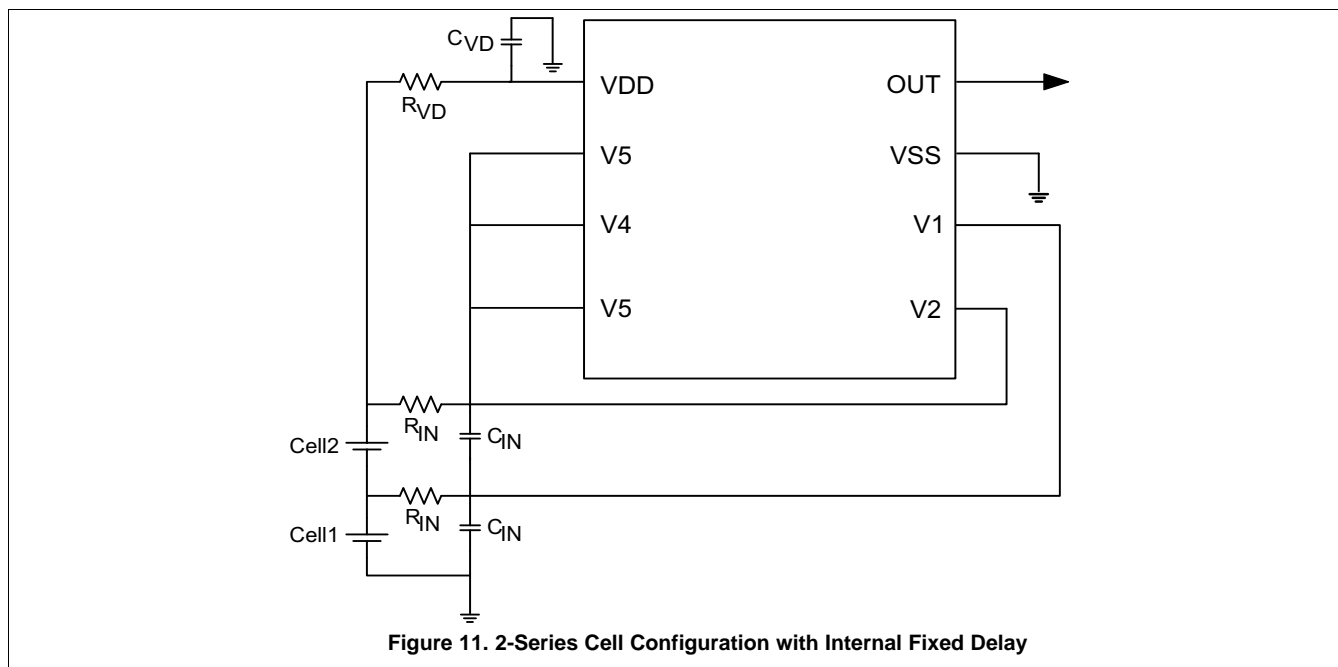 CVD
RVD
VDD
OUT
V5
VSS
V4
V1
V5
V2
RIN
Cell2
CIN
RIN
Cell1
CIN
Figure 11. 2-Series Cell Configuration with Internal Fixed Delay